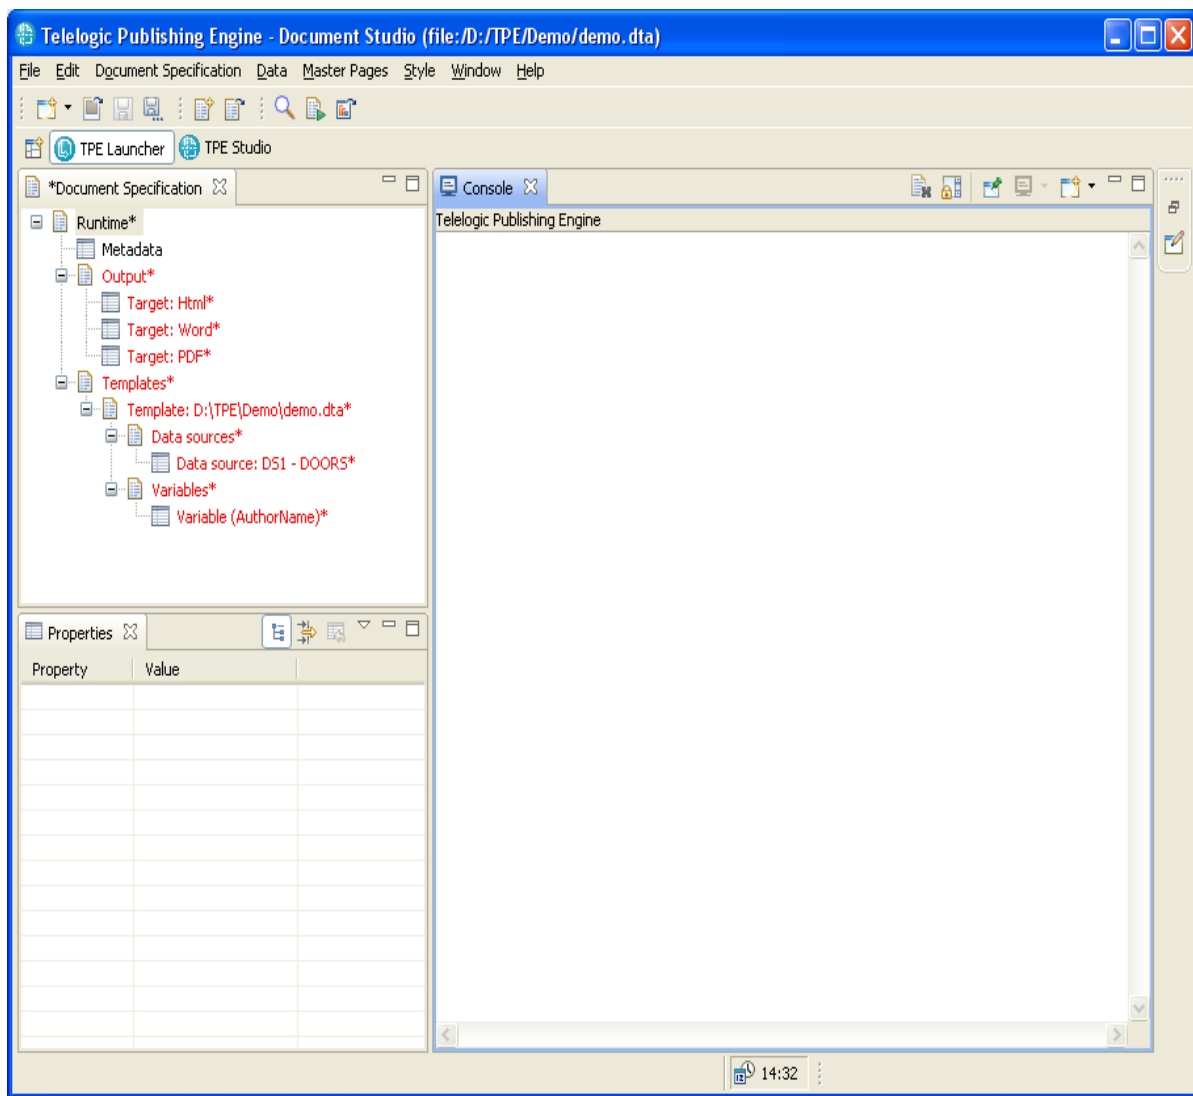 Telelogic Publishing Engine - Document Studio (file:/D:/TPE/Demo/demo.dta)
File Edit Document Specification Data Master Pages Style Window Help
TPE Launcher TPE Studio
*Document Specification
Runtime*
Metadata
Output*
Target: Html*
Target: Word*
Target: PDF*
Templates*
Template: D:\TPE\Demo\demo.dta*
Data sources*
Data source: DS1 - DOORS*
Variables*
Variable (AuthorName)*
Properties
Property Value
Console
Telelogic Publishing Engine
14:32